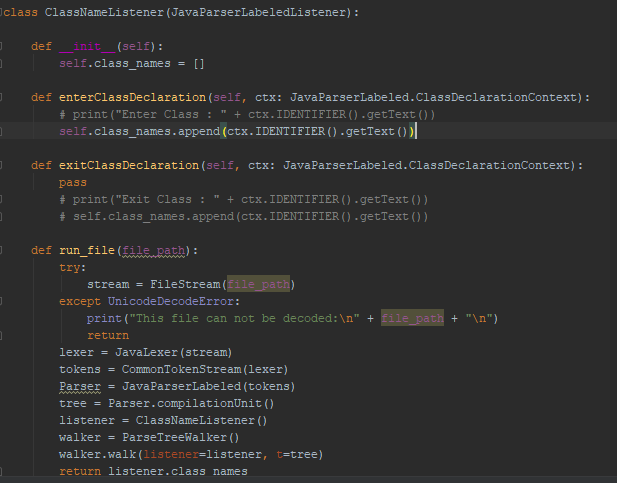 class ClassNameListener(JavaParserLabeledListener):
def __init__(self):
self.class_names = []
def enterClassDeclaration(self, ctx: JavaParserLabeled.ClassDeclarationContext):
# print("Enter Class : " + ctx.IDENTIFIER().getText())
self.class_names.append(ctx.IDENTIFIER().getText())
def exitClassDeclaration(self, ctx: JavaParserLabeled.ClassDeclarationContext):
pass
# print("Exit Class : " + ctx.IDENTIFIER().getText())
# self.class_names.append(ctx.IDENTIFIER().getText())
def run_file(file_path):
try:
stream = FileStream(file_path)
except UnicodeDecodeError:
print("This file can not be decoded:\n" + file_path + "\n")
return
lexer = JavaLexer(stream)
tokens = CommonTokenStream(lexer)
Parser = JavaParserLabeled(tokens)
tree = Parser.compilationUnit()
listener = ClassNameListener()
walker = ParseTreeWalker()
walker.walk(listener=listener, t=tree)
return listener.class_names